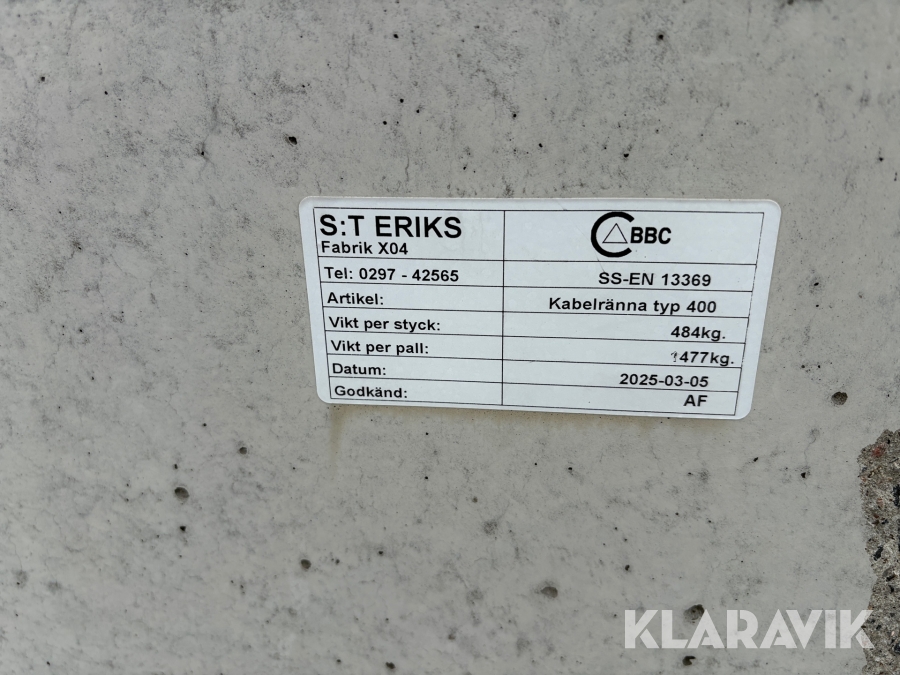 S:T ERIKS
Fabrik X04
BBC
Tel: 0297 - 42565
SS-EN 13369
Artikel:
Kabelränna typ 400
Vikt per styck:
484kg.
Vikt per pall:
Datum:
2025-03-05
Godkänd:
AF
KLARAVIK